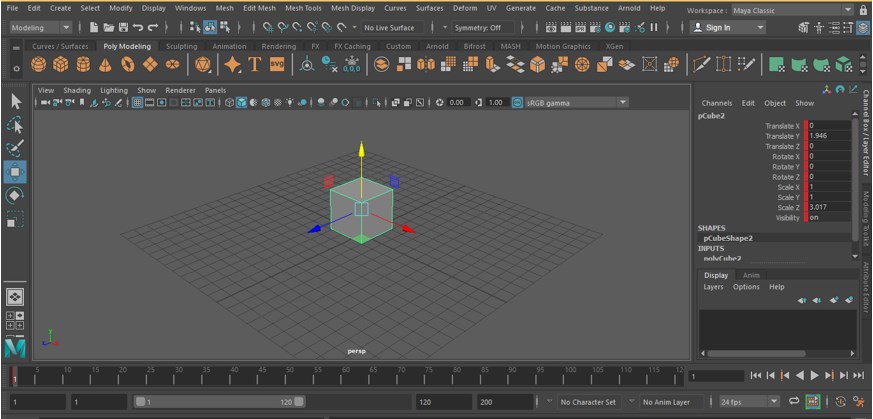 File Edit Create Select Modify Display Windows Mesh Edit Mesh Mesh Tools Mesh Display Curves Surfaces Deform UV Generate Cache Substance Arnold Help Workspace : Maya Classic
Modeling No Live Surface Symmetry: Off Sign In
Curves / Surfaces Poly Modeling Sculpting Animation Rendering FX FX Caching Custom Arnold Bifrost MASH Motion Graphics XGen
T SVG
View Shading Lighting Show Renderer Panels
0.00 1.00 sRGB gamma
Channels Edit Object Show
pCube2
Translate X 0
Translate Y 1.946
Translate Z 0
Rotate X 0
Rotate Y 0
Rotate Z 0
Scale X 1
Scale Y 1
Scale Z 3.017
Visibility on
SHAPES
pCubeShape2
INPUTS
polyCube2
Display Anim
Layers Options Help
Channel Box / Layer Editor
Modeling Toolkit
Attribute Editor
persp
1 5 10 15 20 25 30 35 40 45 50 55 60 65 70 75 80 85 90 95 100 105 110 115 12 1
1 1 1 120 120 200 No Character Set No Anim Layer 24 fps